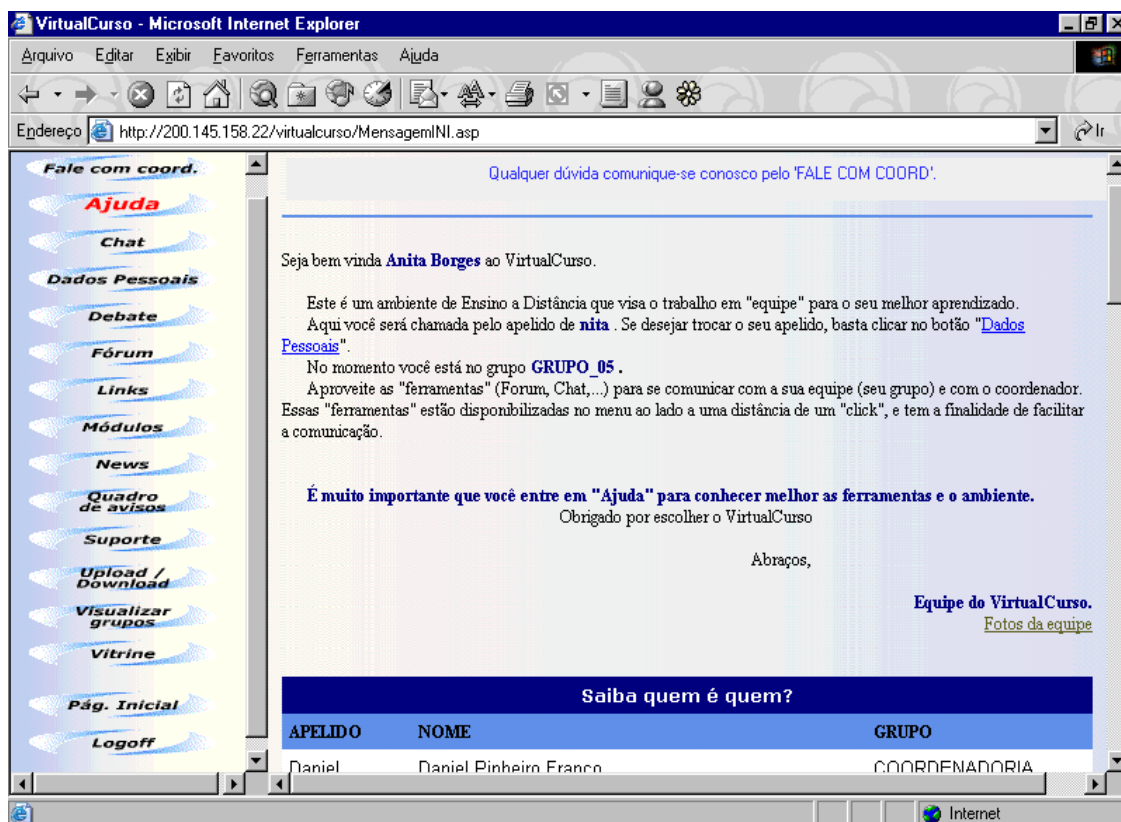 VirtualCurso - Microsoft Internet Explorer
Arquivo Editar Exibir Favoritos Ferramentas Ajuda
Endereço http://200.145.158.22/virtualcurso/MensagemINI.asp Ir
Fale com coord.
Ajuda
Chat
Dados Pessoais
Debate
Fórum
Links
Módulos
News
Quadro
de avisos
Suporte
Upload /
Download
Visualizar
grupos
Vitrine
Pág. Inicial
Logoff
Qualquer dúvida comunique-se conosco pelo 'FALE COM COORD'.
Seja bem vinda Anita Borges ao VirtualCurso.
Este é um ambiente de Ensino a Distância que visa o trabalho em "equipe" para o seu melhor aprendizado.
Aqui você será chamada pelo apelido de nita . Se desejar trocar o seu apelido, basta clicar no botão "Dados
Pessoais".
No momento você está no grupo GRUPO_05 .
Aproveite as "ferramentas" (Forum, Chat,...) para se comunicar com a sua equipe (seu grupo) e com o coordenador.
Essas "ferramentas" estão disponibilizadas no menu ao lado a uma distância de um "click", e tem a finalidade de facilitar
a comunicação.
É muito importante que você entre em "Ajuda" para conhecer melhor as ferramentas e o ambiente.
Obrigado por escolher o VirtualCurso
Abraços,
Equipe do VirtualCurso.
Fotos da equipe
Saiba quem é quem?
APELIDO NOME GRUPO
Daniel Daniel Pinheiro Franco COORDENADORIA
Internet